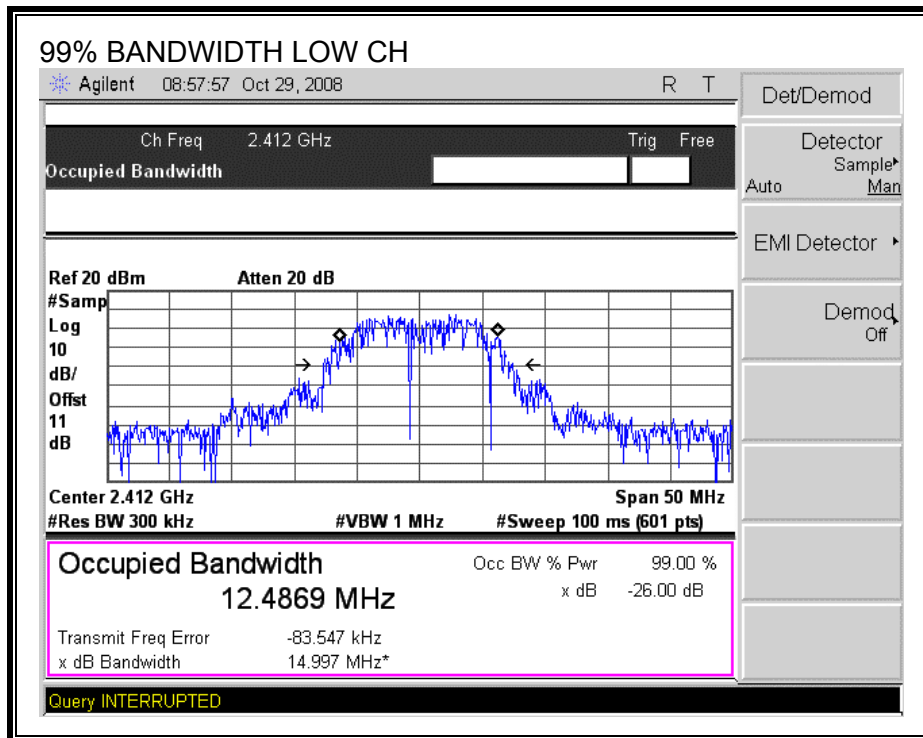 99% BANDWIDTH LOW CH
Agilent 08:57:57 Oct 29, 2008 R T
Det/Demod
Ch Freq 2.412 GHz Trig Free
Occupied Bandwidth
Detector
Sample
Auto Man
EMI Detector
Demod
Off
Ref 20 dBm Atten 20 dB
#Samp
Log
10
dB/
Offst
11
dB
Center 2.412 GHz Span 50 MHz
#Res BW 300 kHz #VBW 1 MHz #Sweep 100 ms (601 pts)
Occupied Bandwidth
12.4869 MHz
Occ BW % Pwr 99.00 %
x dB -26.00 dB
Transmit Freq Error -83.547 kHz
x dB Bandwidth 14.997 MHz*
Query INTERRUPTED